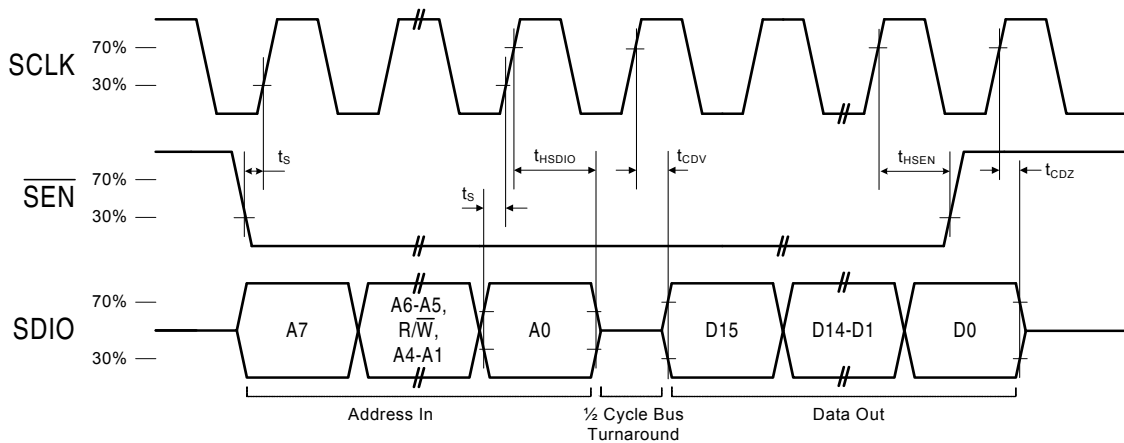 SCLK
70%
30%
tS
tHSDIO
tCDV
tHSEN
tCDZ
tS
SEN
70%
30%
SDIO
70%
30%
A7
A6-A5,
R/W,
A4-A1
A0
D15
D14-D1
D0
Address In
½ Cycle Bus
Turnaround
Data Out